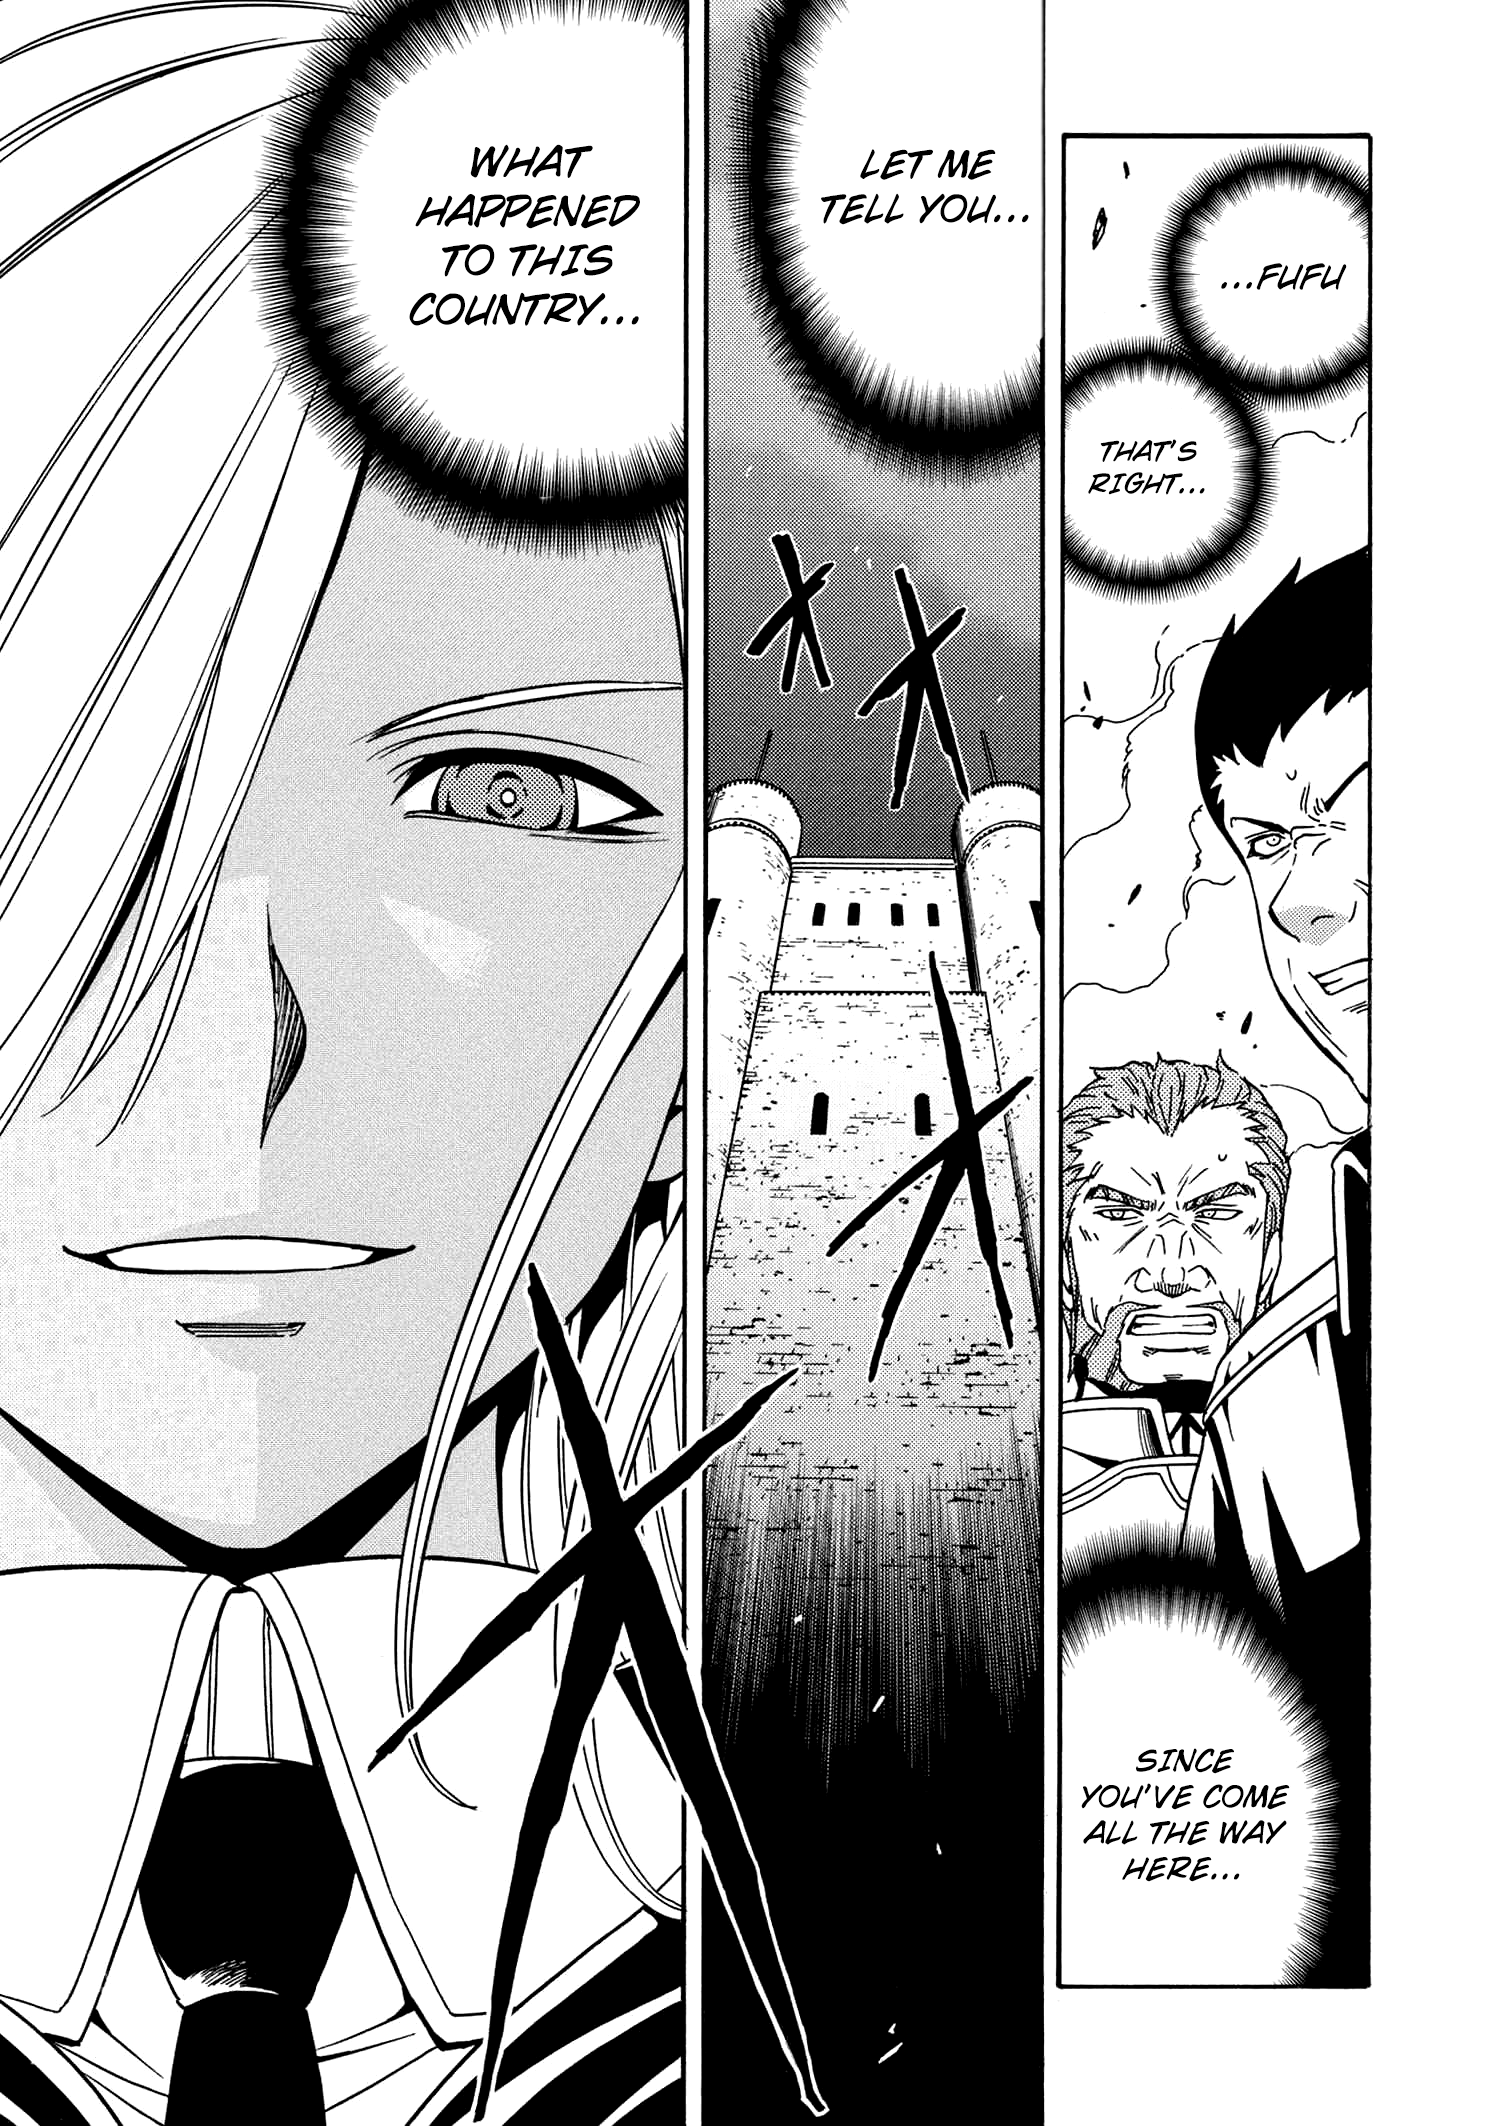 ...FUFU
THAT'S
RIGHT...
SINCE
YOU'VE COME
ALL THE WAY
HERE...
LET ME
TELL YOU...
WHAT
HAPPENED
TO THIS
COUNTRY...